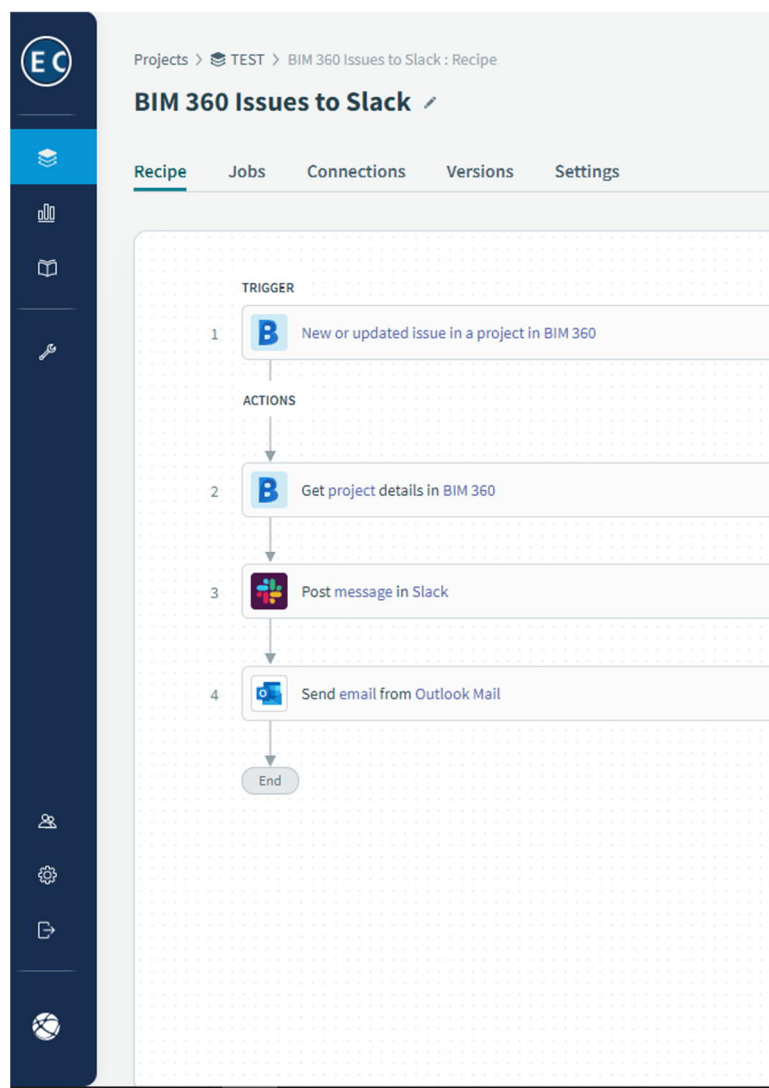 EC
Projects > TEST > BIM 360 Issues to Slack : Recipe
BIM 360 Issues to Slack
Recipe Jobs Connections Versions Settings
TRIGGER
1 B New or updated issue in a project in BIM 360
ACTIONS
2 B Get project details in BIM 360
3 Post message in Slack
4 Send email from Outlook Mail
End